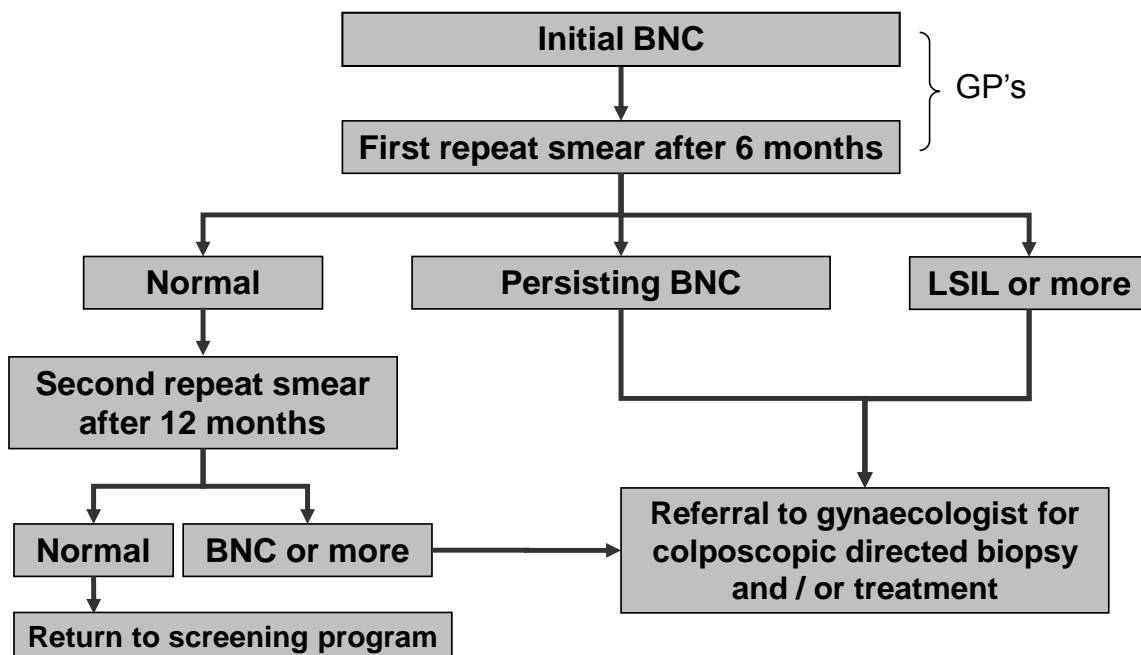 Initial BNC
GP’s
First repeat smear after 6 months
Normal
Persisting BNC
LSIL or more
Second repeat smear
after 12 months
Normal
BNC or more
Referral to gynaecologist for
colposcopic directed biopsy
and / or treatment
Return to screening program